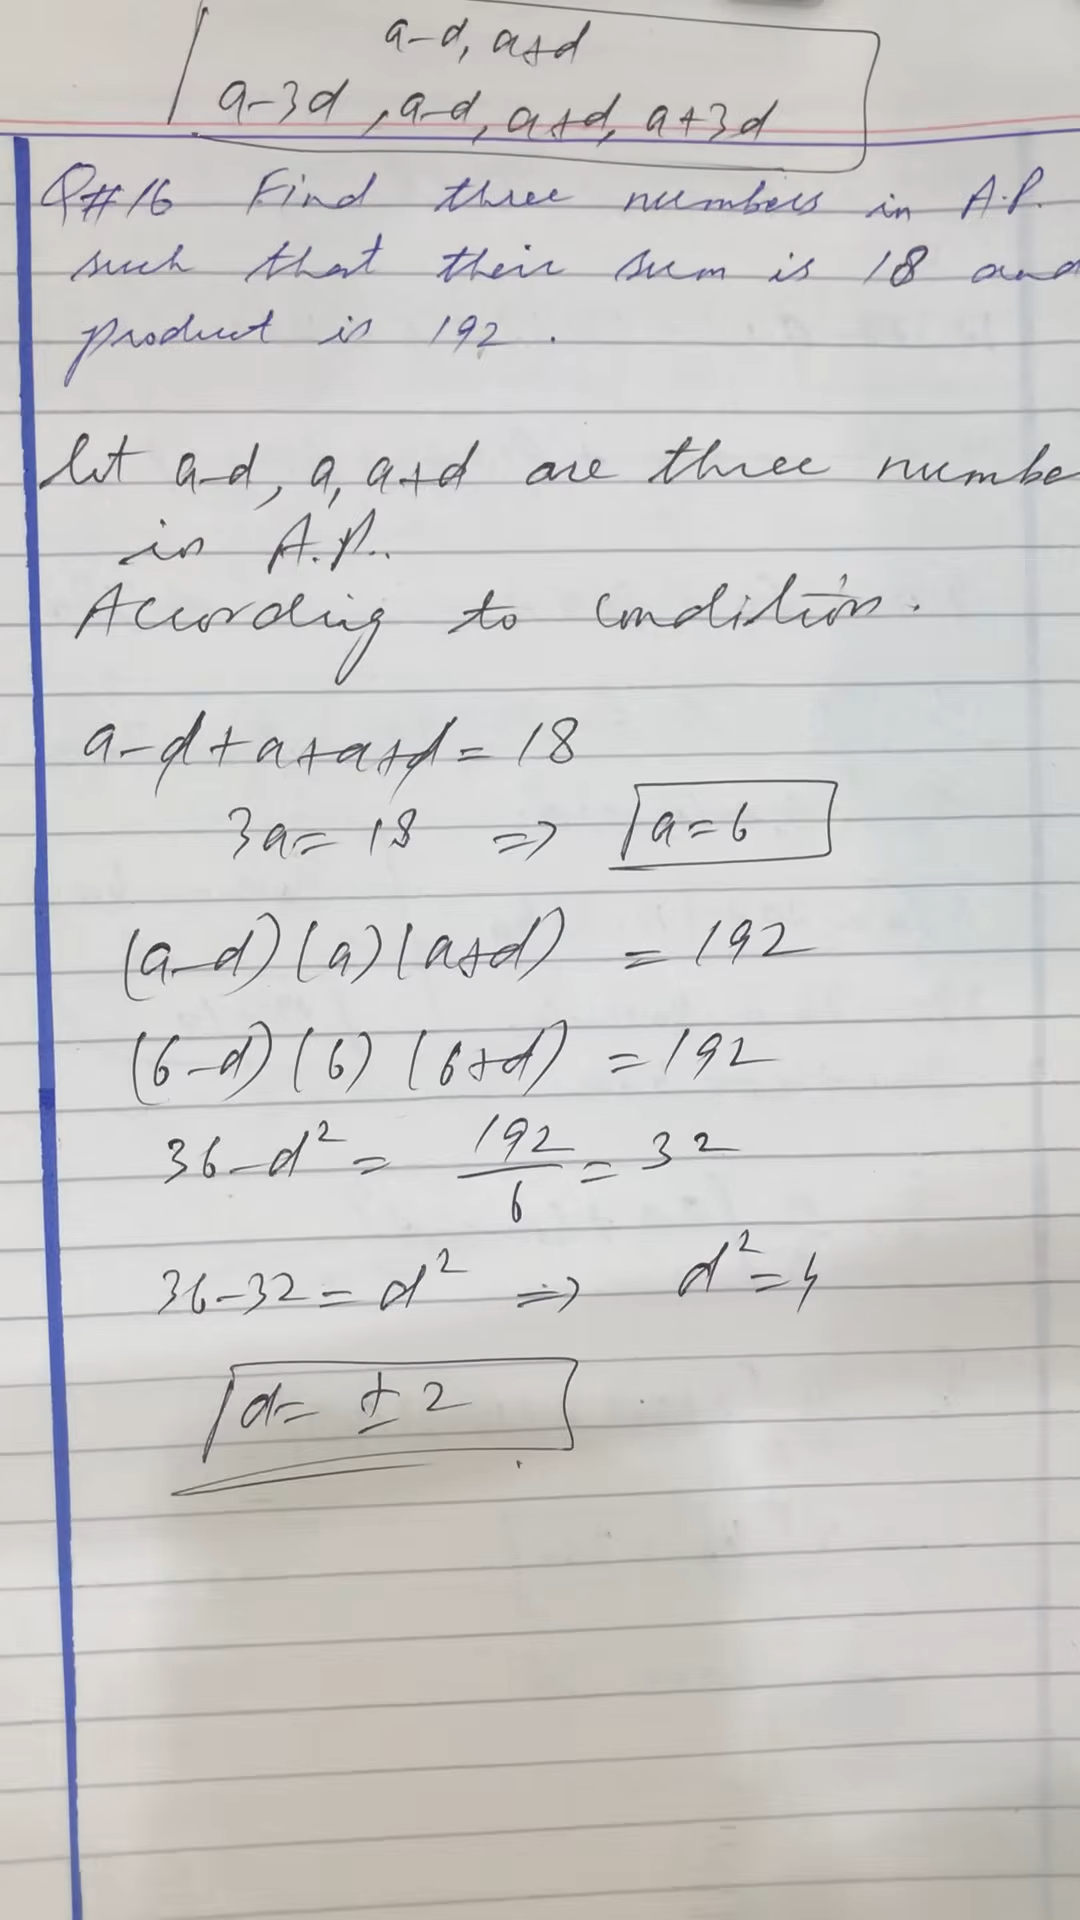 a-d, a+d
a-3d, a-d, a+d, a+3d
Q#16 Find three numbers in A.P.
such that their sum is 18 and
product is 192.
let a-d, a, a+d are three numbe
in A.P..
According to condition.
a-d+a+a+d=18
3a=18 => a=6
(a-d)(a)(a+d) =192
(6-d)(6)(6+d) =192
36-d²= 192/6 =32
36-32=d² => d²=4
d= ±2